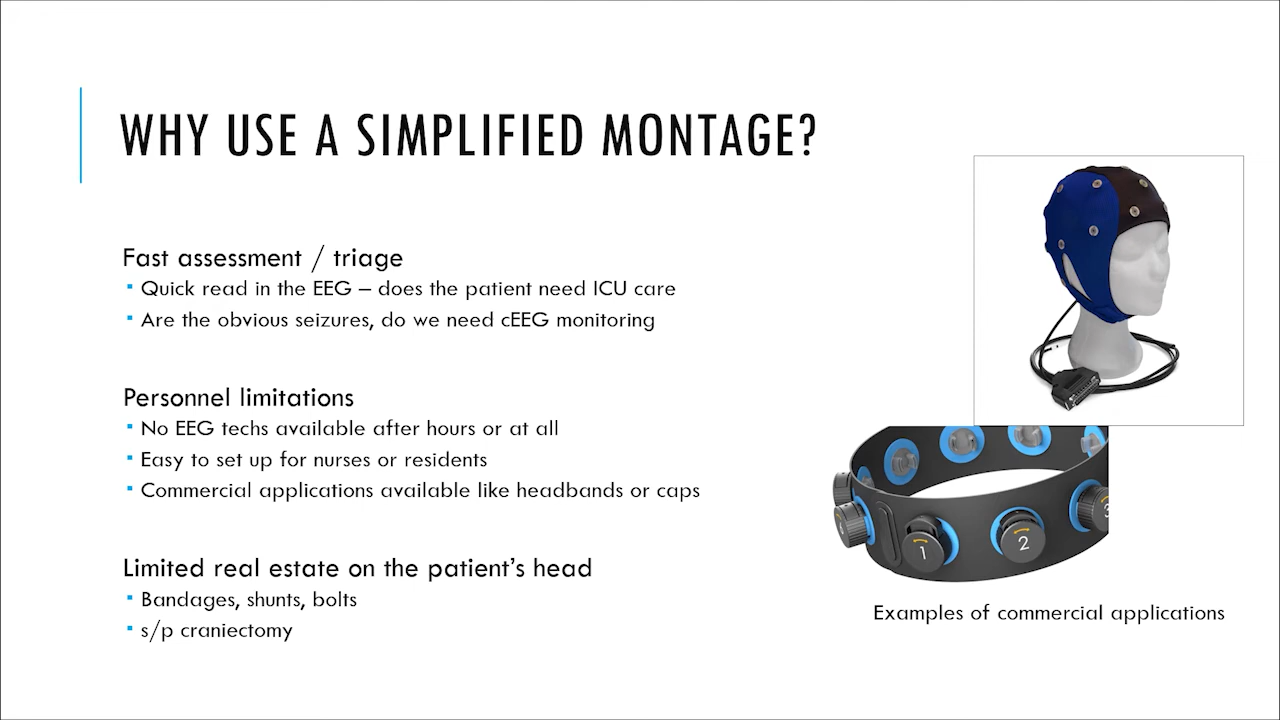 WHY USE A SIMPLIFIED MONTAGE?
Fast assessment / triage
▪ Quick read in the EEG – does the patient need ICU care
▪ Are the obvious seizures, do we need cEEG monitoring
Personnel limitations
▪ No EEG techs available after hours or at all
▪ Easy to set up for nurses or residents
▪ Commercial applications available like headbands or caps
Limited real estate on the patient's head
▪ Bandages, shunts, bolts
▪ s/p craniectomy
1
2
3
Examples of commercial applications